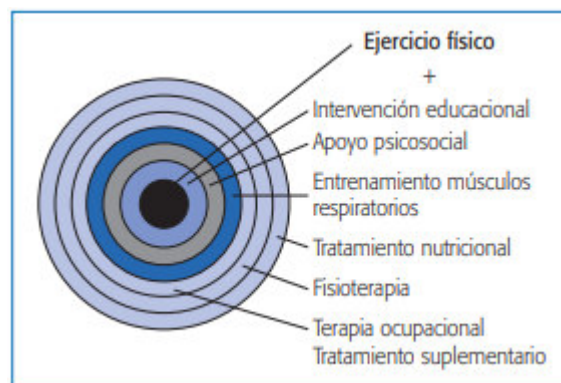 Ejercicio físico
+
Intervención educacional
Apoyo psicosocial
Entrenamiento músculos
respiratorios
Tratamiento nutricional
Fisioterapia
Terapia ocupacional
Tratamiento suplementario